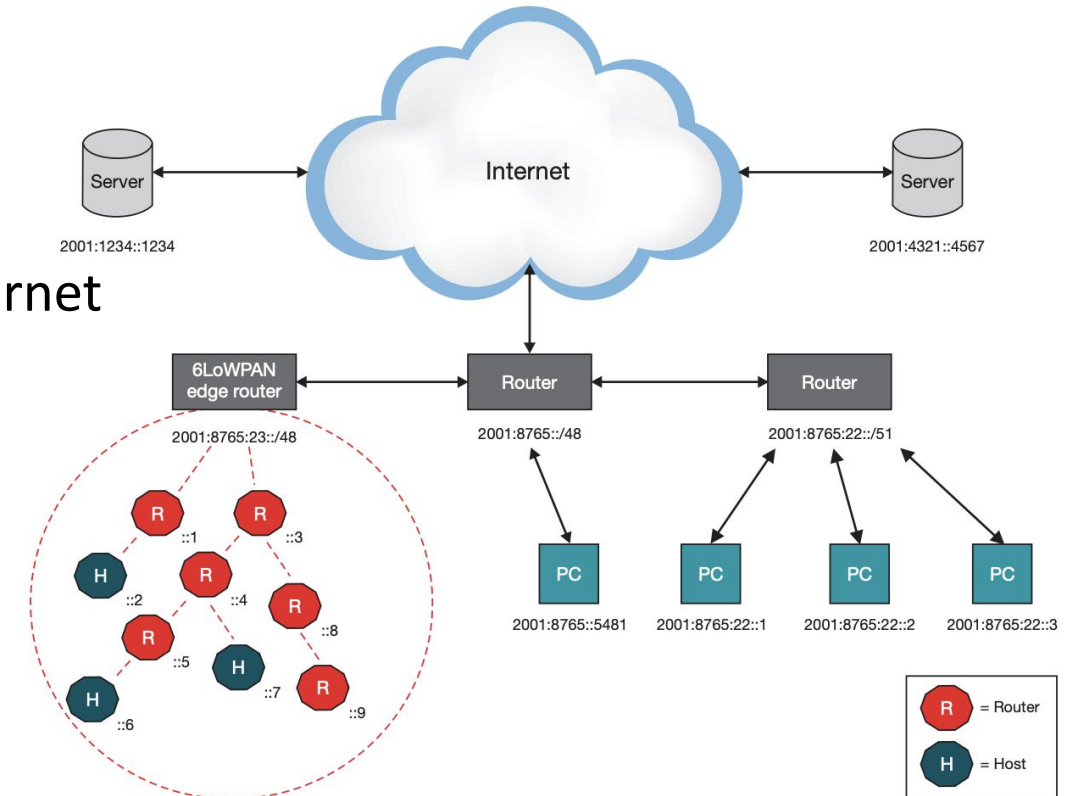 Internet
Server
Server
2001:1234::1234
2001:4321::4567
rnet
6LoWPAN
edge router
Router
Router
2001:8765:23::/48
2001:8765::/48
2001:8765:22::/51
R
R
::1
::3
H
R
::2
::4
R
::8
R
::5
H
::7
R
::9
H
::6
PC
PC
PC
PC
2001:8765::5481
2001:8765:22::1
2001:8765:22::2
2001:8765:22::3
R = Router
H = Host